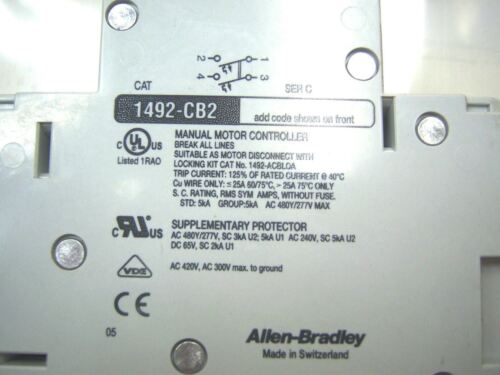 2 1
4 3
CAT SER C
1492-CB2 add code shown on front
MANUAL MOTOR CONTROLLER
BREAK ALL LINES
SUITABLE AS MOTOR DISCONNECT WITH
LOCKING KIT CAT No. 1492-ACBLOA
TRIP CURRENT: 125% OF RATED CURRENT @ 40°C
Cu WIRE ONLY: ≤ 25A 60/75°C, > 25A 75°C ONLY
S. C. RATING, RMS SYM AMPS, WITHOUT FUSE.
STD: 5kA GROUP:5kA AC 480Y/277V MAX
C UL US
Listed 1RAO
SUPPLEMENTARY PROTECTOR
AC 480Y/277V, SC 3kA U2; 5kA U1 AC 240V, SC 5kA U2
DC 65V, SC 2kA U1
C RU US
VDE
AC 420V, AC 300V max. to ground
CE
05
Allen-Bradley
Made in Switzerland